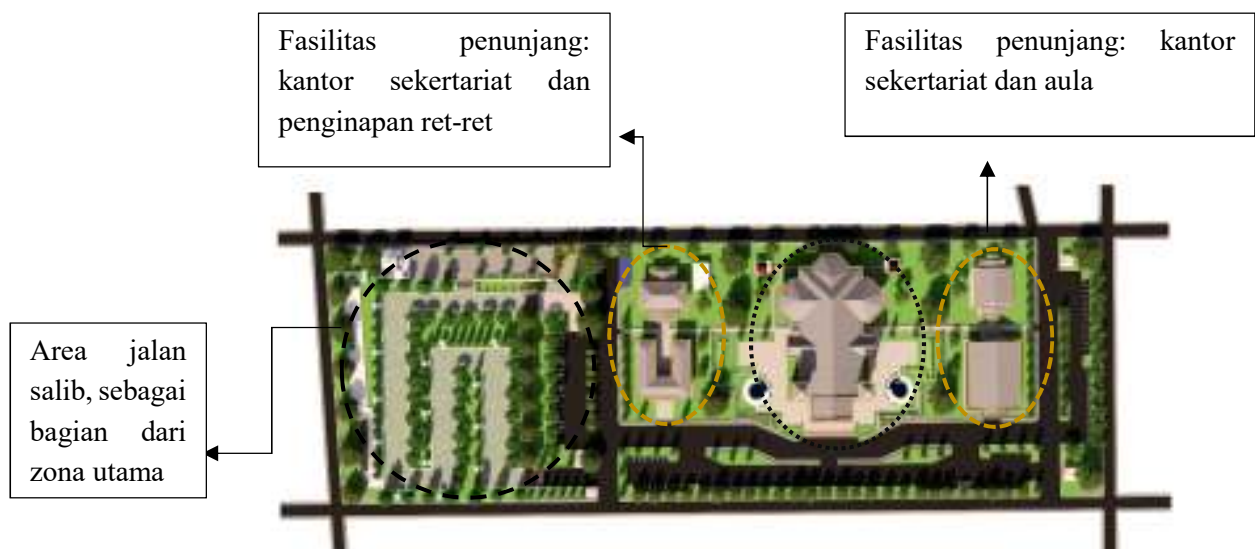 Fasilitas penunjang:
kantor sekertariat dan
penginapan ret-ret
Fasilitas penunjang: kantor
sekertariat dan aula
Area jalan
salib, sebagai
bagian dari
zona utama